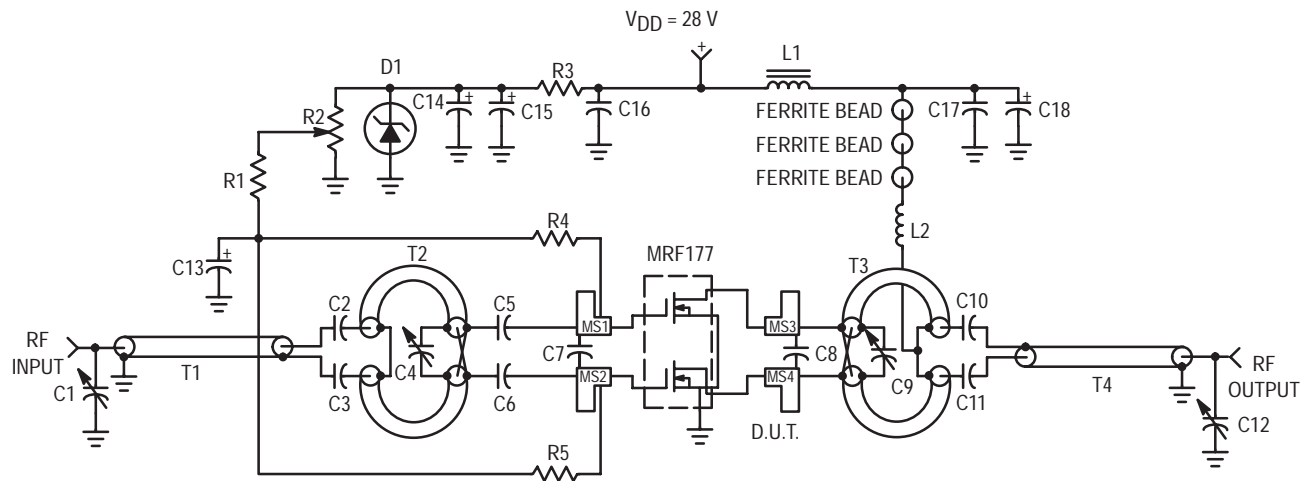 VDD = 28 V
+
L1
D1
R3
C14
+
C15
+
C16
R2
FERRITE BEAD
C17
C18
+
FERRITE BEAD
FERRITE BEAD
R1
L2
R4
C13
+
T2
MRF177
T3
C2
C5
C10
RF
INPUT
MS1
MS3
T1
C4
C7
C8
C9
MS2
MS4
C1
C3
C6
C11
T4
RF
OUTPUT
D.U.T.
C12
R5